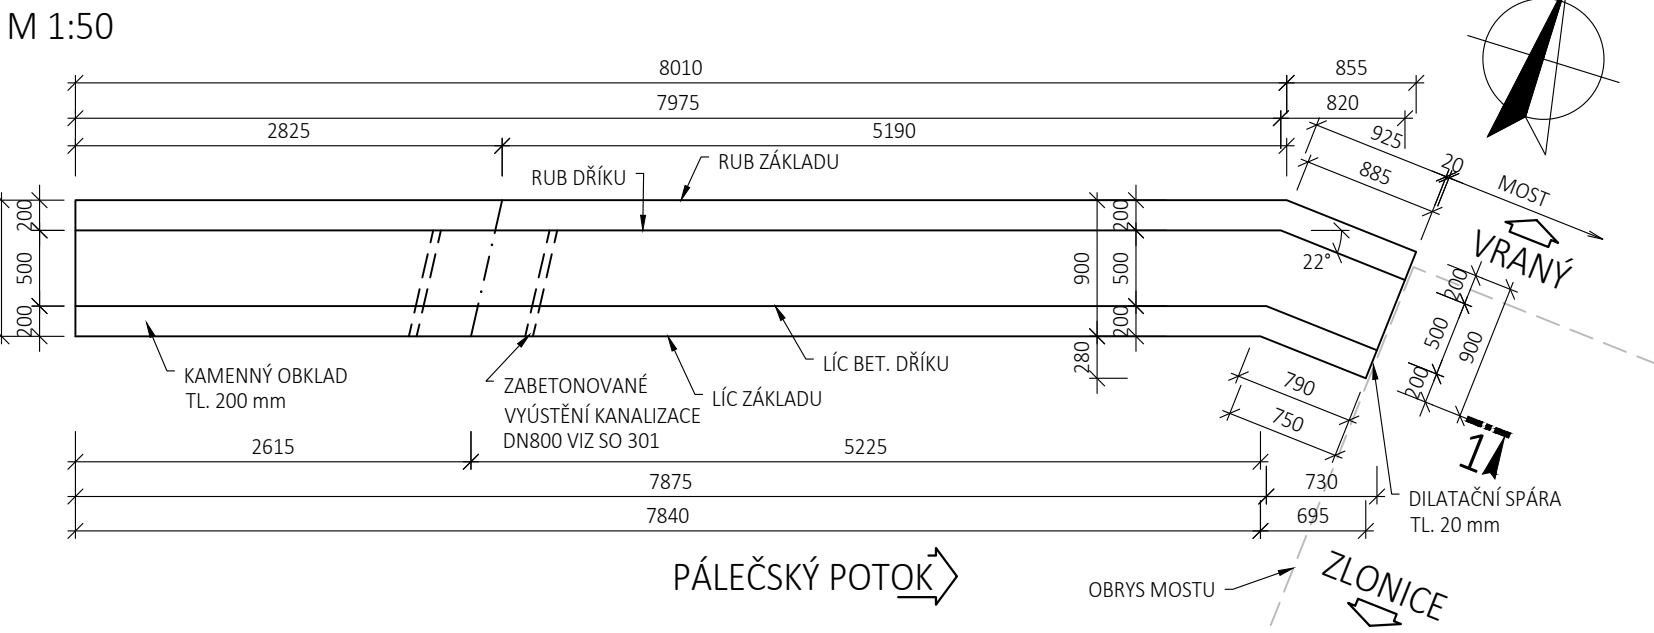 M 1:50
8010
855
7975
820
2825
5190
925
20
885
MOST
RUB ZÁKLADU
RUB DŘÍKU
VRANÝ
22°
200
500
200
900
200
500
200
280
200
500
200
900
KAMENNÝ OBKLAD
TL. 200 mm
ZABETONOVANÉ
VYÚSTĚNÍ KANALIZACE
DN800 VIZ SO 301
LÍC BET. DŘÍKU
LÍC ZÁKLADU
790
750
1
2615
5225
7875
730
7840
695
DILATAČNÍ SPÁRA
TL. 20 mm
PÁLEČSKÝ POTOK
OBRYS MOSTU
ZLONICE